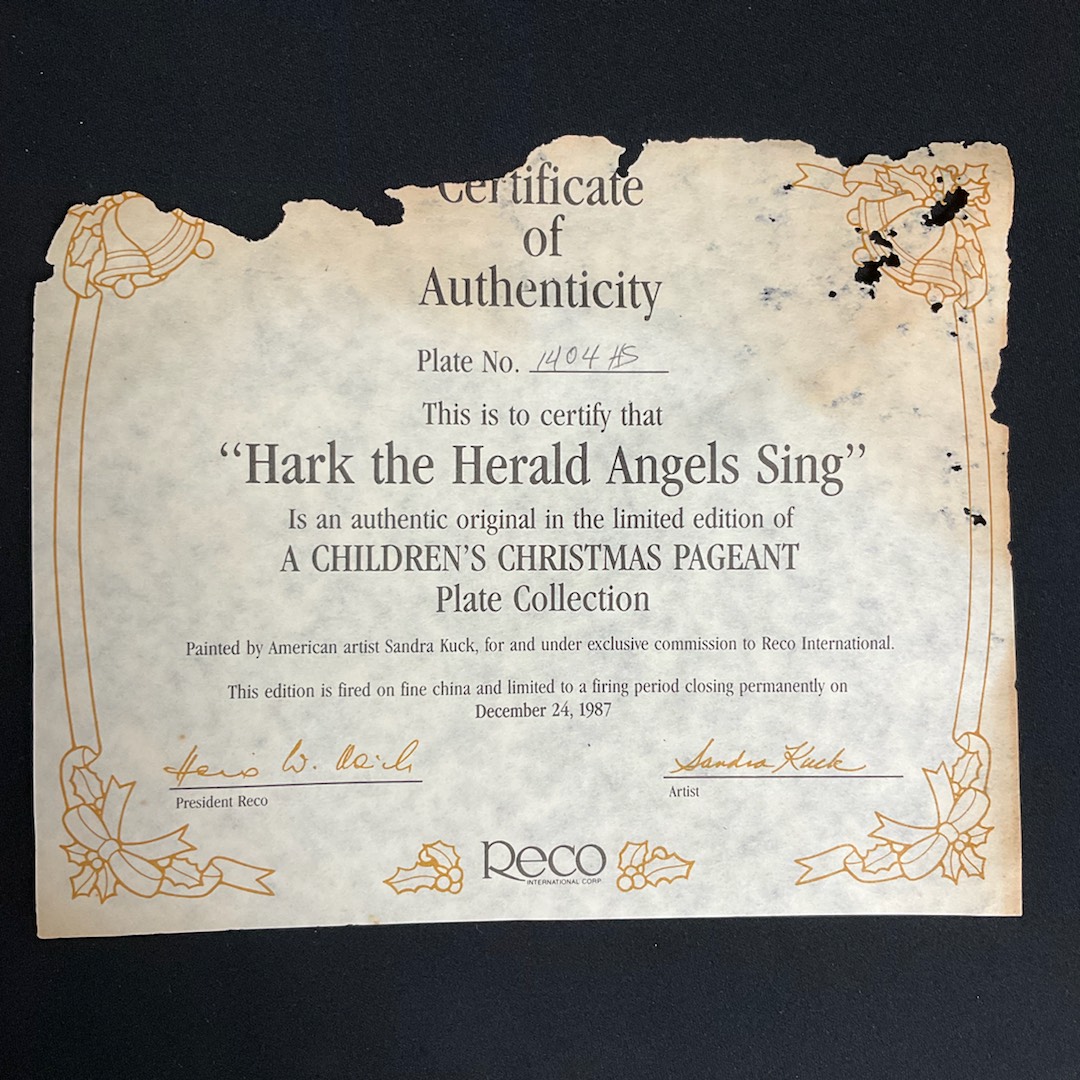 Certificate
of
Authenticity
Plate No. 1404 HS
This is to certify that
“Hark the Herald Angels Sing”
Is an authentic original in the limited edition of
A CHILDREN’S CHRISTMAS PAGEANT
Plate Collection
Painted by American artist Sandra Kuck, for and under exclusive commission to Reco International.
This edition is fired on fine china and limited to a firing period closing permanently on
December 24, 1987
Sandra Kuck
President Reco
Artist
Reco
INTERNATIONAL CORP.